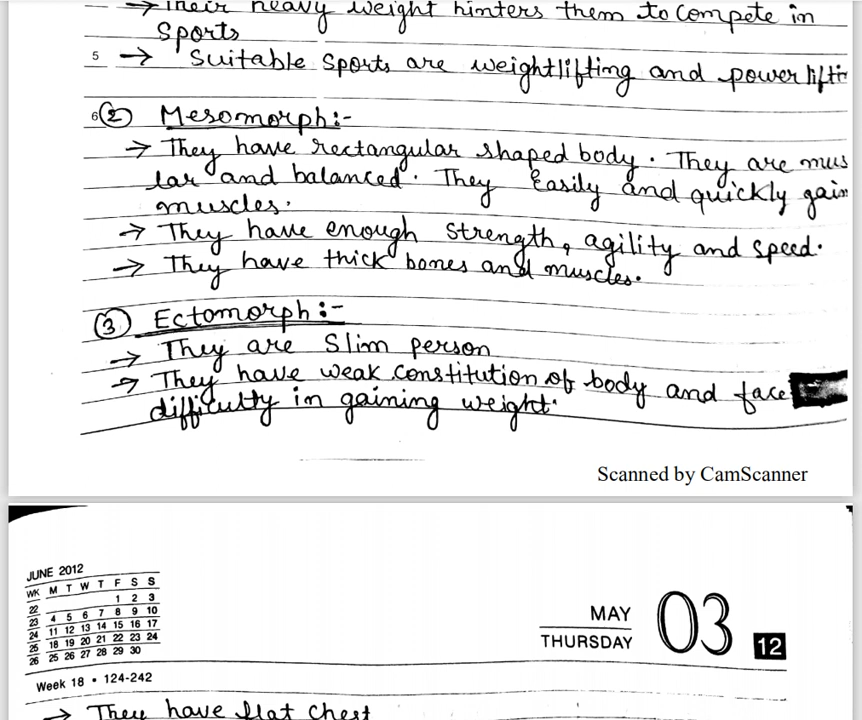 → Their heavy weight hinters them to compete in
Sports
5 → Suitable Sports are weightlifting and power lifti
6 ② Mesomorph:-
→ They have rectangular shaped body. They are mus
lar and balanced. They Easily and quickly gain
muscles.
→ They have enough Strength, agility and speed.
→ They have thick bones and muscles.
③ Ectomorph:-
→ They are Slim person
→ They have weak constitution of body and face
difficulty in gaining weight.
Scanned by CamScanner
JUNE 2012
WK M T W T F S S
22 1 2 3
23 4 5 6 7 8 9 10
24 11 12 13 14 15 16 17
25 18 19 20 21 22 23 24
26 25 26 27 28 29 30
Week 18 • 124-242
MAY
THURSDAY
03
12
→ They have flat chest